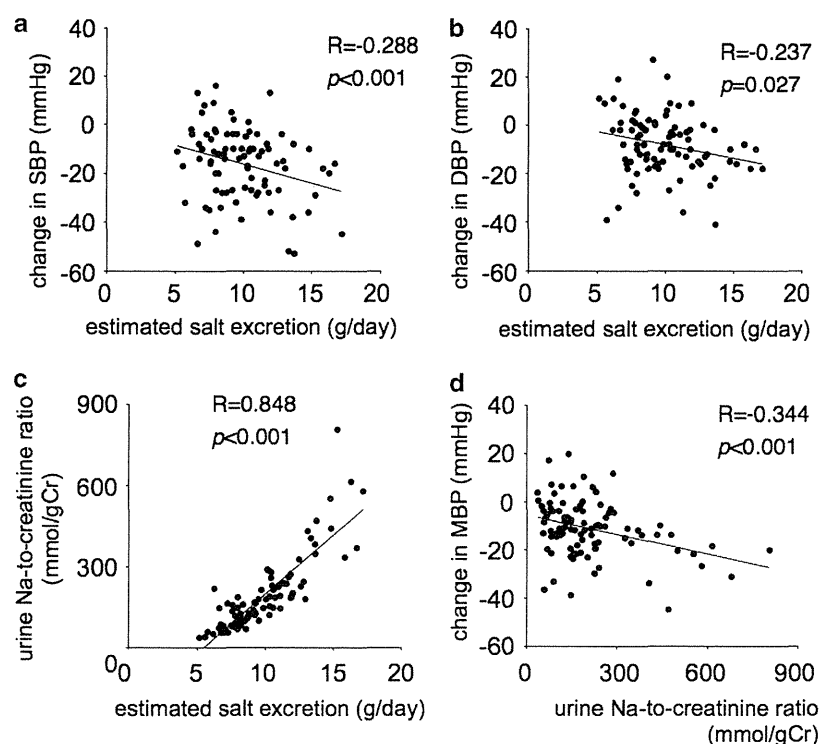 a
40
20
0
-20
-40
-60
change in SBP (mmHg)
R=-0.288
p<0.001
0
5
10
15
20
estimated salt excretion (g/day)
b
40
20
0
-20
-40
-60
change in DBP (mmHg)
R=-0.237
p=0.027
0
5
10
15
20
estimated salt excretion (g/day)
c
900
600
300
0
urine Na-to-creatinine ratio
(mmol/gCr)
R=0.848
p<0.001
0
5
10
15
20
estimated salt excretion (g/day)
d
40
20
0
-20
-40
-60
change in MBP (mmHg)
R=-0.344
p<0.001
0
300
600
900
urine Na-to-creatinine ratio
(mmol/gCr)